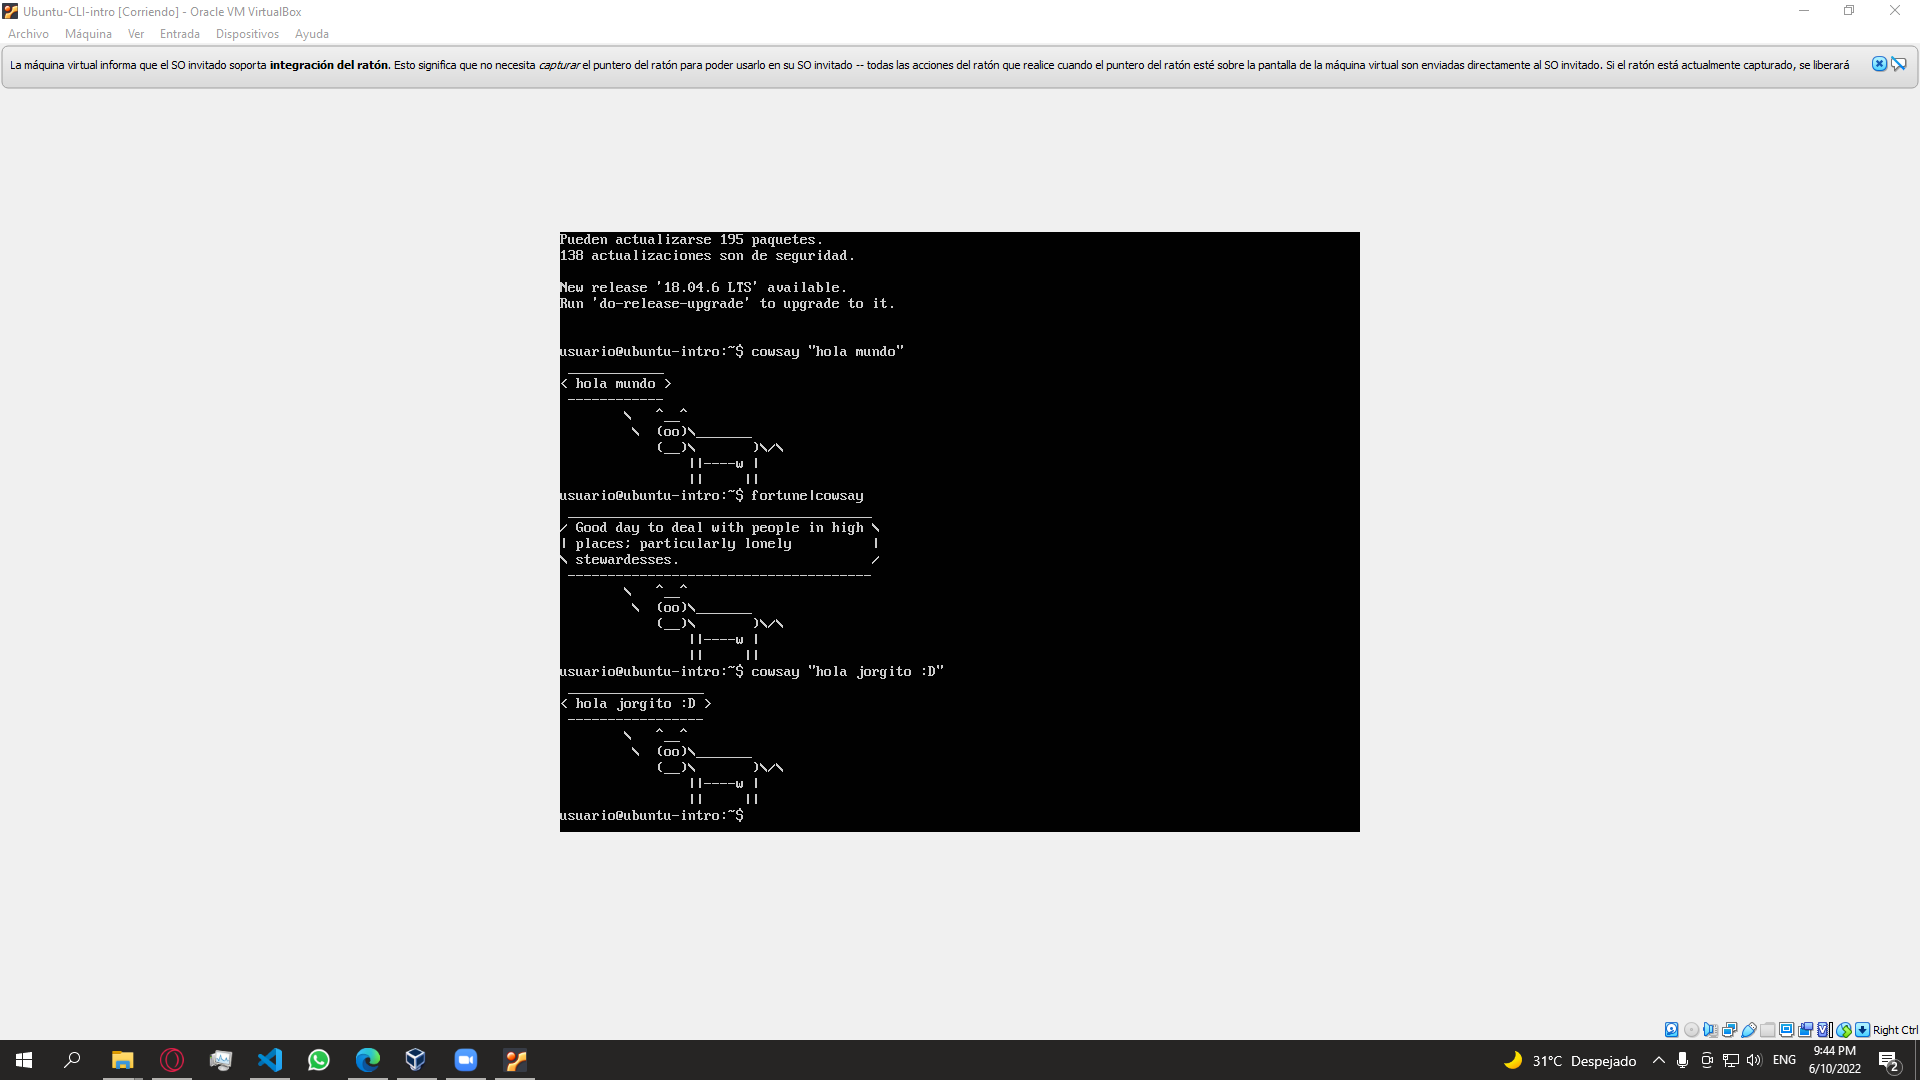 Ubuntu-CLI-intro [Corriendo] - Oracle VM VirtualBox
Archivo Máquina Ver Entrada Dispositivos Ayuda
La máquina virtual informa que el SO invitado soporta integración del ratón. Esto significa que no necesita capturar el puntero del ratón para poder usarlo en su SO invitado -- todas las acciones del ratón que realice cuando el puntero del ratón esté sobre la pantalla de la máquina virtual son enviadas directamente al SO invitado. Si el ratón está actualmente capturado, se liberará
Pueden actualizarse 195 paquetes.
138 actualizaciones son de seguridad.
New release '18.04.6 LTS' available.
Run 'do-release-upgrade' to upgrade to it.
usuario@ubuntu-intro:~$ cowsay "hola mundo"
 ____________
< hola mundo >
 ------------
        \   ^__^
         \  (oo)\_______
            (__)\       )\/\
                ||----w |
                ||     ||
usuario@ubuntu-intro:~$ fortune|cowsay
 ______________________________________
/ Good day to deal with people in high \
| places; particularly lonely          |
\ stewardesses.                        /
 --------------------------------------
        \   ^__^
         \  (oo)\_______
            (__)\       )\/\
                ||----w |
                ||     ||
usuario@ubuntu-intro:~$ cowsay "hola jorgito :D"
 _________________
< hola jorgito :D >
 -----------------
        \   ^__^
         \  (oo)\_______
            (__)\       )\/\
                ||----w |
                ||     ||
usuario@ubuntu-intro:~$
Right Ctrl
31°C Despejado
ENG
9:44 PM
6/10/2022
2